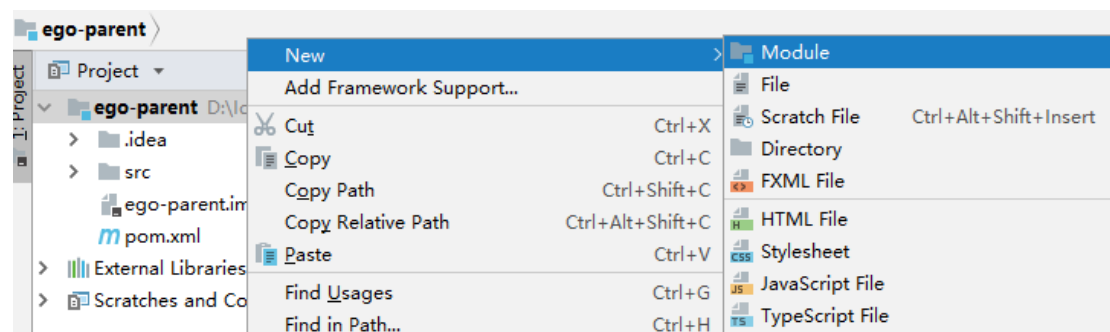 ego-parent
1: Project
Project
ego-parent D:\Id
.idea
src
ego-parent.im
pom.xml
External Libraries
Scratches and Co
New
Add Framework Support...
Cut Ctrl+X
Copy Ctrl+C
Copy Path Ctrl+Shift+C
Copy Relative Path Ctrl+Alt+Shift+C
Paste Ctrl+V
Find Usages Ctrl+G
Find in Path... Ctrl+H
Module
File
Scratch File Ctrl+Alt+Shift+Insert
Directory
FXML File
HTML File
Stylesheet
JavaScript File
TypeScript File